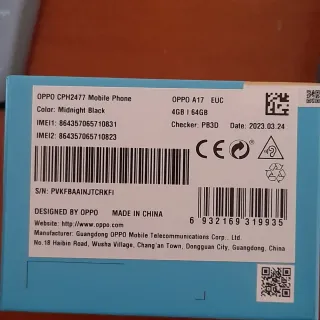 OPPO CPH2477 Mobile Phone
OPPO A17 EUC
Color: Midnight Black
4GB | 64GB
IMEI1: 864357065710831
Checker: PB3D Date: 2023.03.24
IMEI2: 864357065710823
S/N: PVKFBAAINJTCRKFI
6 932169 319935
DESIGNED BY OPPO MADE IN CHINA
Website: http://www.oppo.com
Manufacturer: Guangdong OPPO Mobile Telecommunications Corp., Ltd
No.18 Haibin Road, Wusha Village, Chang'an Town, Dongguan City, Guangdong, China.